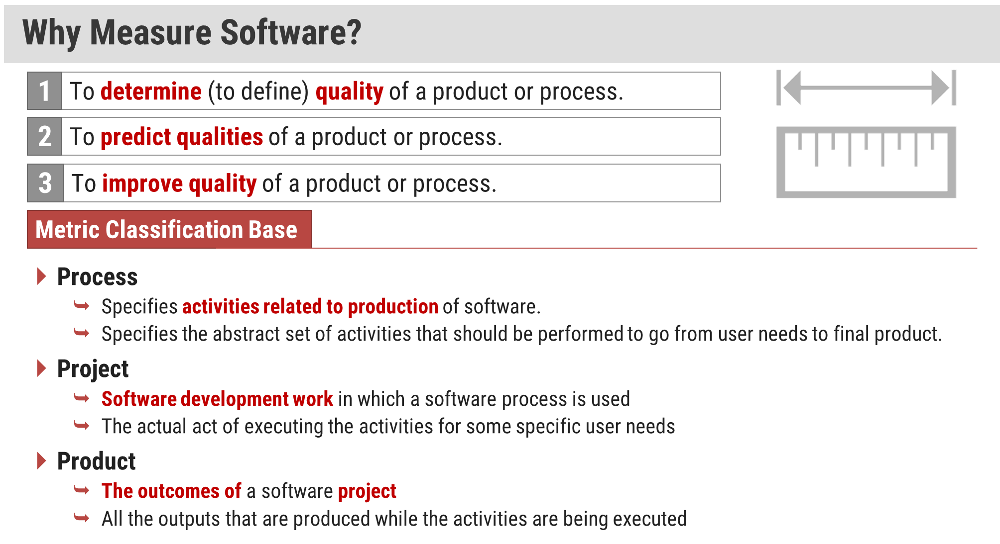 Why Measure Software?
1 To determine (to define) quality of a product or process.
2 To predict qualities of a product or process.
3 To improve quality of a product or process.
Metric Classification Base
Process
Specifies activities related to production of software.
Specifies the abstract set of activities that should be performed to go from user needs to final product.
Project
Software development work in which a software process is used
The actual act of executing the activities for some specific user needs
Product
The outcomes of a software project
All the outputs that are produced while the activities are being executed